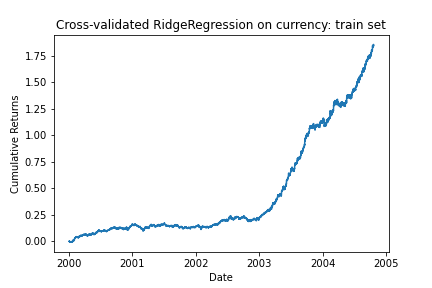 Cross-validated RidgeRegression on currency: train set
1.75
1.50
1.25
1.00
0.75
0.50
0.25
0.00
Cumulative Returns
2000 2001 2002 2003 2004 2005
Date